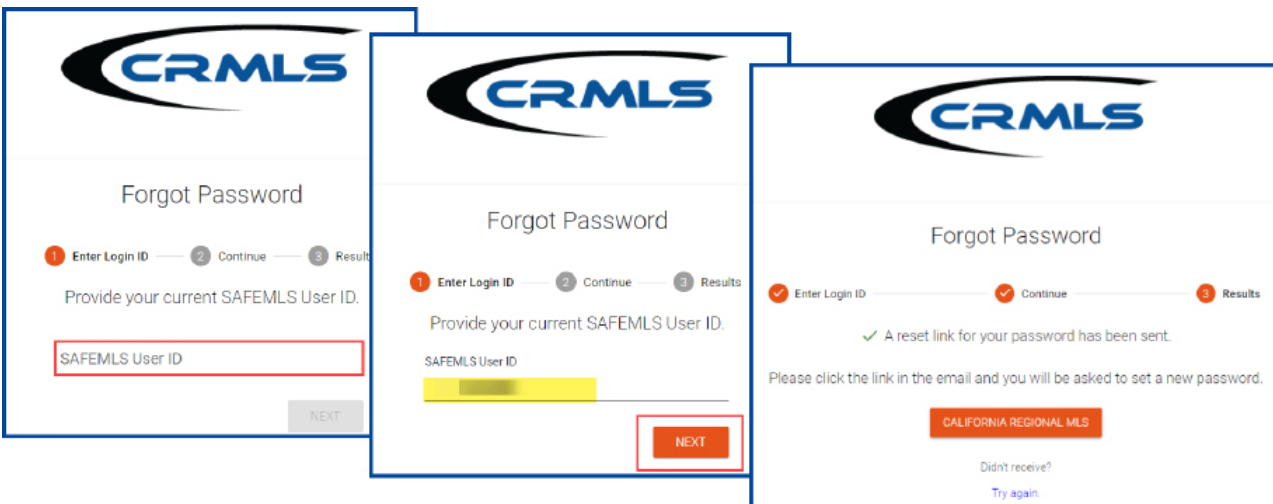 CRMLS
Forgot Password
1 Enter Login ID 2 Continue 3 Result
Provide your current SAFEMLS User ID.
SAFEMLS User ID
NEXT
CRMLS
Forgot Password
1 Enter Login ID 2 Continue 3 Results
Provide your current SAFEMLS User ID.
SAFEMLS User ID
NEXT
CRMLS
Forgot Password
Enter Login ID Continue 3 Results
A reset link for your password has been sent.
Please click the link in the email and you will be asked to set a new password.
CALIFORNIA REGIONAL MLS
Didn't receive?
Try again.